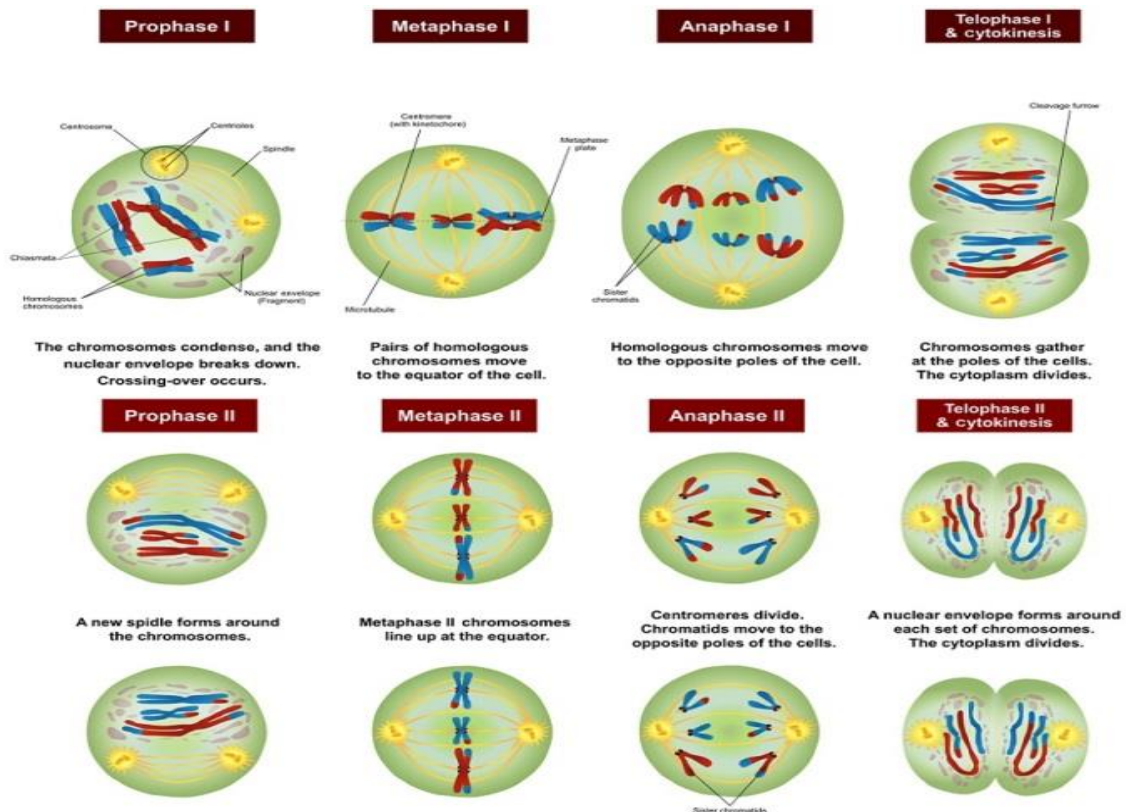 Prophase I
Metaphase I
Anaphase I
Telophase I
& cytokinesis
Centrosome
Centrioles
Spindle
Chiasmata
Homologous
chromosomes
Nuclear envelope
(Fragment)
Centromere
(with kinetochore)
Metaphase
plate
Microtubule
Sister
chromatids
Cleavage furrow
The chromosomes condense, and the
nuclear envelope breaks down.
Crossing-over occurs.
Pairs of homologous
chromosomes move
to the equator of the cell.
Homologous chromosomes move
to the opposite poles of the cell.
Chromosomes gather
at the poles of the cells.
The cytoplasm divides.
Prophase II
Metaphase II
Anaphase II
Telophase II
& cytokinesis
A new spidle forms around
the chromosomes.
Metaphase II chromosomes
line up at the equator.
Centromeres divide.
Chromatids move to the
opposite poles of the cells.
A nuclear envelope forms around
each set of chromosomes.
The cytoplasm divides.
Sister chromatids